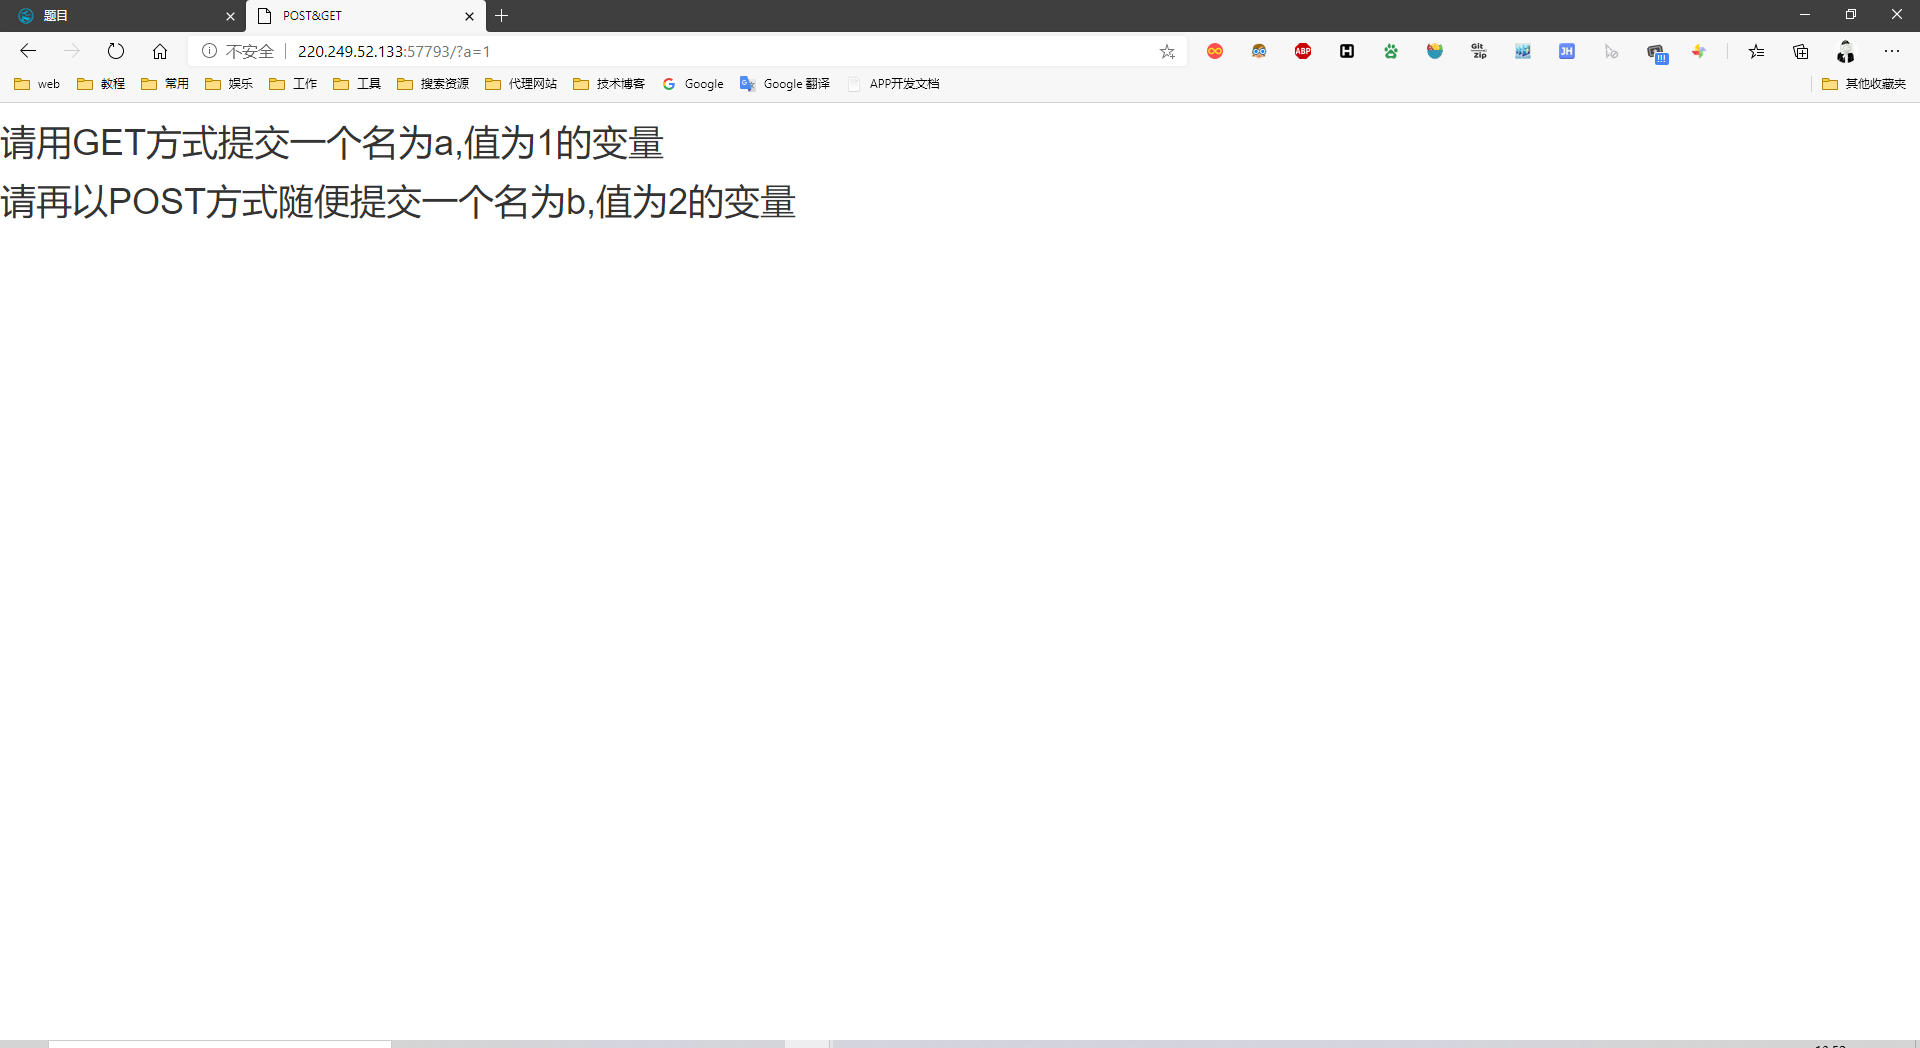 题目
POST&GET
不安全
220.249.52.133:57793/?a=1
ABP
H
Git Zip
JH
!!!
web
教程
常用
娱乐
工作
工具
搜索资源
代理网站
技术博客
Google
Google 翻译
APP开发文档
其他收藏夹
请用GET方式提交一个名为a,值为1的变量
请再以POST方式随便提交一个名为b,值为2的变量